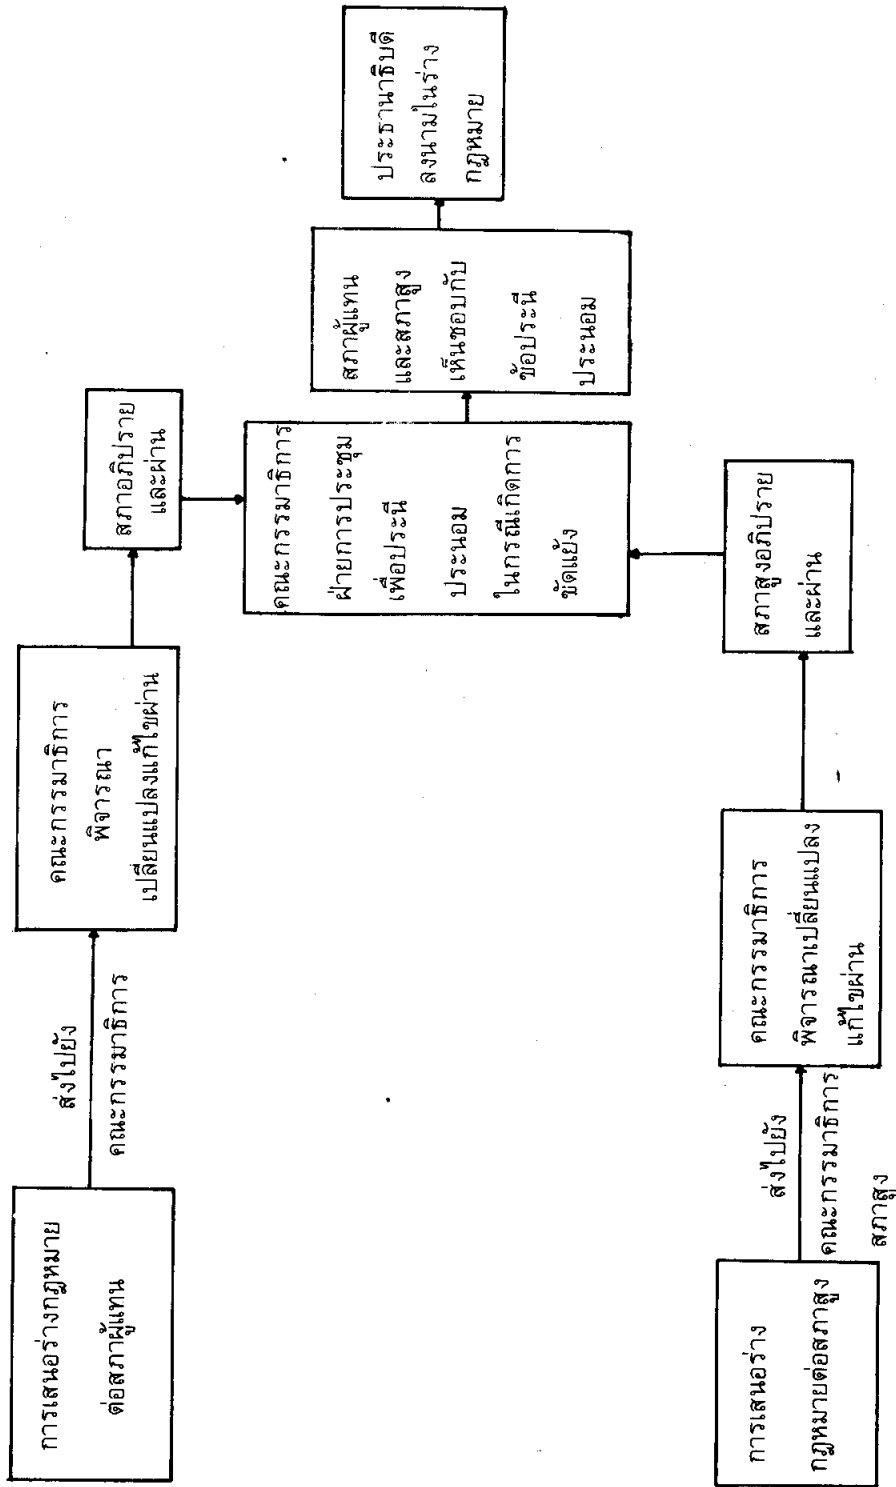 การเสนอร่างกฎหมาย
ต่อสภาผู้แทน
ส่งไปยัง
คณะกรรมาธิการ
คณะกรรมาธิการ
พิจารณา
เปลี่ยนแปลงแก้ไขผ่าน
สภาอภิปราย
และผ่าน
คณะกรรมาธิการ
ฝ่ายการประชุม
เพื่อประนี
ประนอม
ในกรณีเกิดการ
ขัดแย้ง
สภาผู้แทน
และสภาสูง
เห็นชอบกับ
ข้อประนี
ประนอม
ประธานาธิบดี
ลงนามในร่าง
กฎหมาย
การเสนอร่าง
กฎหมายต่อสภาสูง
ส่งไปยัง
คณะกรรมาธิการ
สภาสูง
คณะกรรมาธิการ
พิจารณาเปลี่ยนแปลง
แก้ไขผ่าน
สภาสูงอภิปราย
และผ่าน